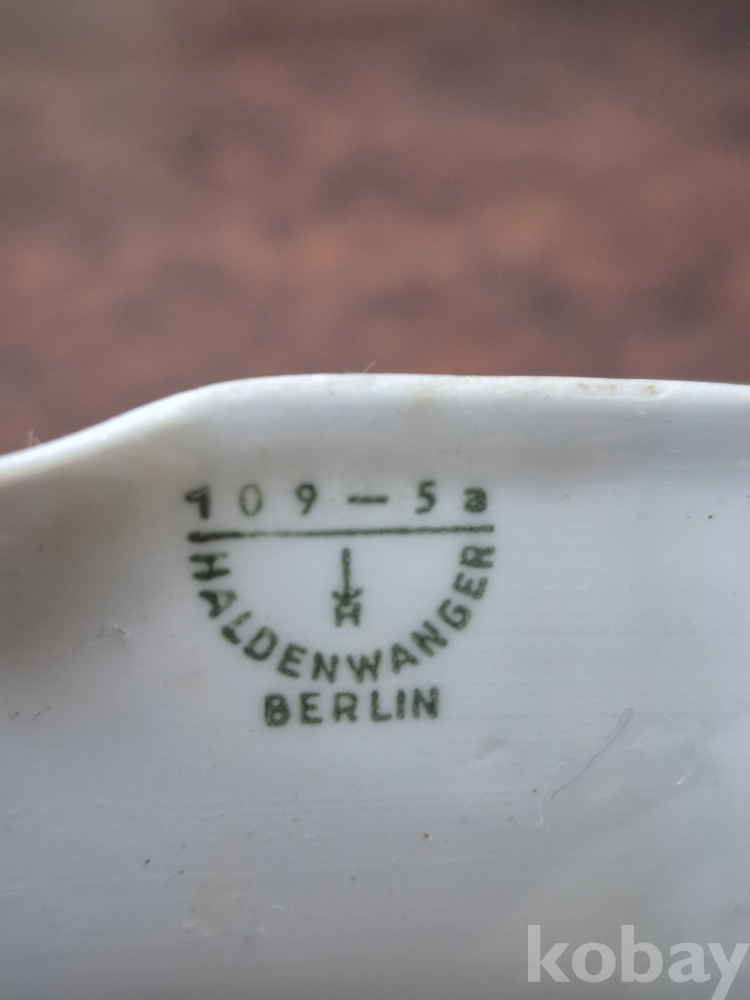 109-5a
HALDENWANGER
H
BERLIN
kobay